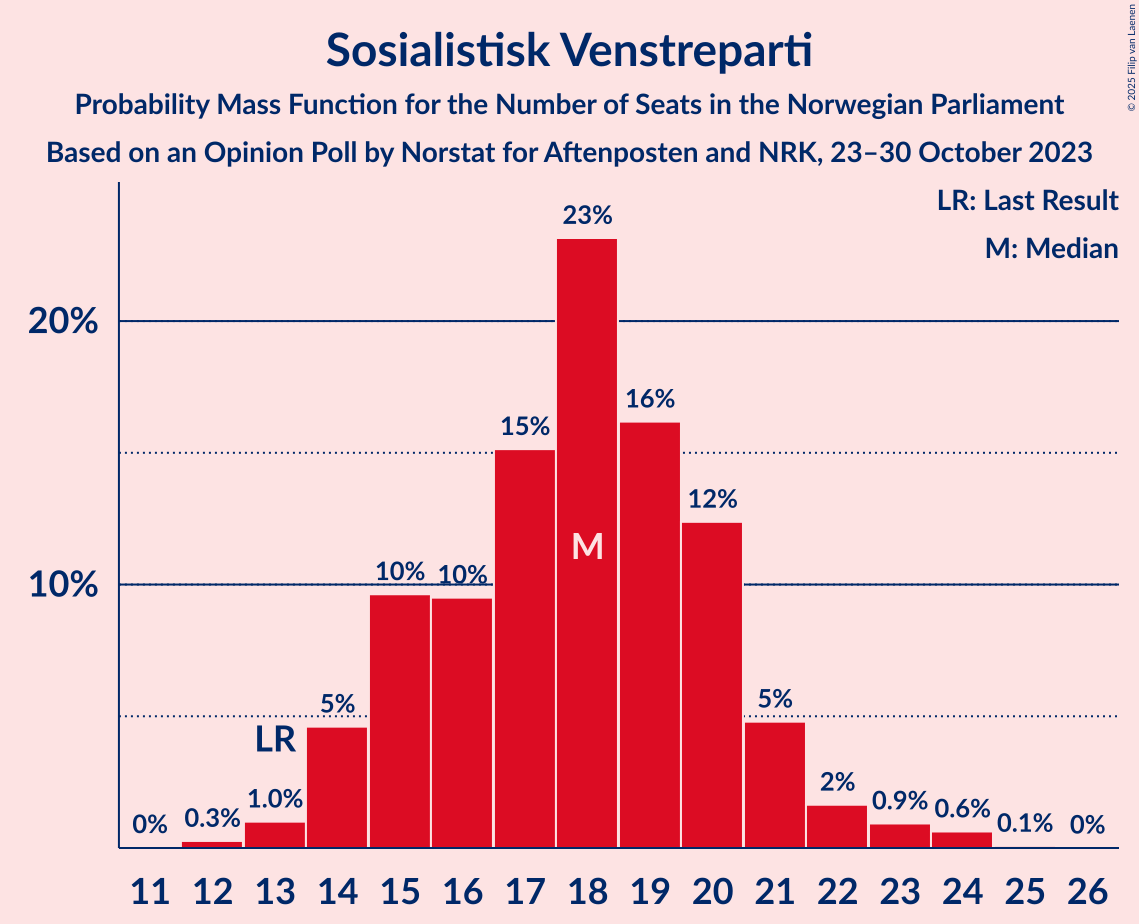 Sosialistisk Venstreparti
Probability Mass Function for the Number of Seats in the Norwegian Parliament
Based on an Opinion Poll by Norstat for Aftenposten and NRK, 23–30 October 2023
© 2025 Filip van Laenen
LR: Last Result
M: Median
20%
10%
0%
0.3%
1.0%
LR
5%
10%
10%
15%
23%
M
16%
12%
5%
2%
0.9%
0.6%
0.1%
0%
11 12 13 14 15 16 17 18 19 20 21 22 23 24 25 26